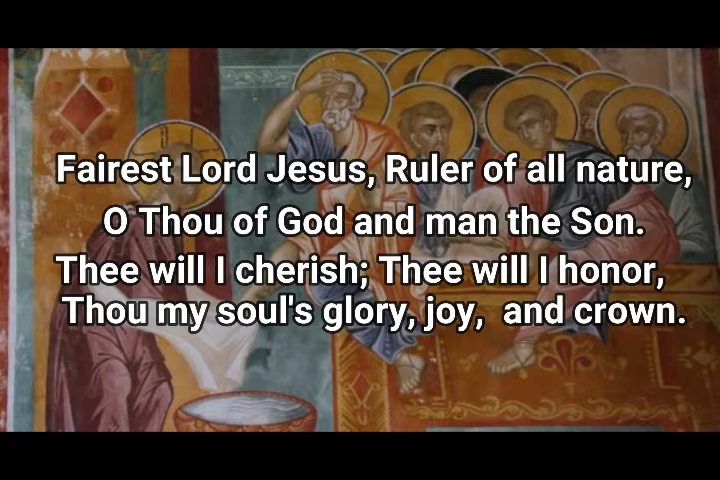 Fairest Lord Jesus, Ruler of all nature,
O Thou of God and man the Son.
Thee will I cherish; Thee will I honor,
Thou my soul's glory, joy,  and crown.